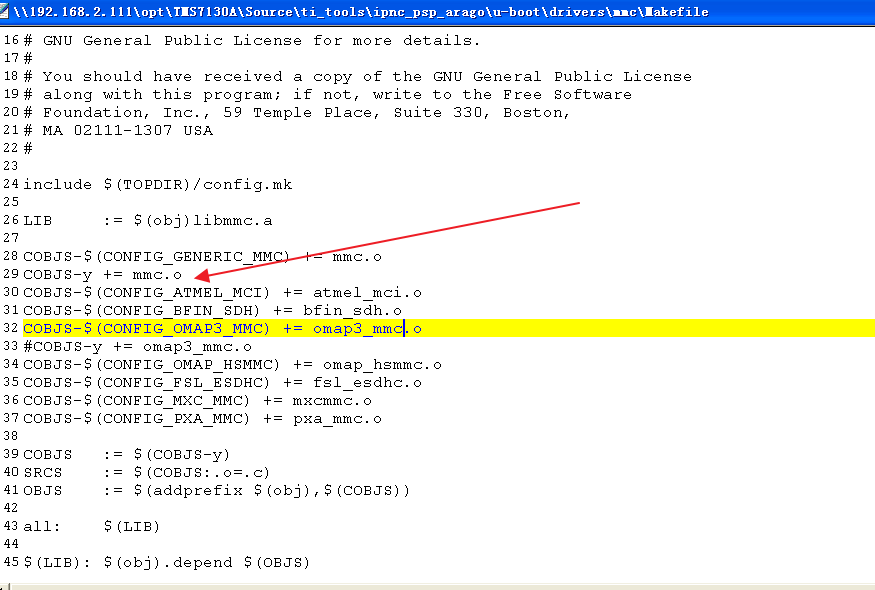 \\192.168.2.111\opt\TMS7130A\Source\ti_tools\ipnc_psp_arago\u-boot\drivers\mmc\Makefile
16 # GNU General Public License for more details.
17 #
18 # You should have received a copy of the GNU General Public License
19 # along with this program; if not, write to the Free Software
20 # Foundation, Inc., 59 Temple Place, Suite 330, Boston,
21 # MA 02111-1307 USA
22 #
23
24 include $(TOPDIR)/config.mk
25
26 LIB     := $(obj)libmmc.a
27
28 COBJS-$(CONFIG_GENERIC_MMC) += mmc.o
29 COBJS-y += mmc.o
30 COBJS-$(CONFIG_ATMEL_MCI) += atmel_mci.o
31 COBJS-$(CONFIG_BFIN_SDH) += bfin_sdh.o
32 COBJS-$(CONFIG_OMAP3_MMC) += omap3_mmc.o
33 #COBJS-y += omap3_mmc.o
34 COBJS-$(CONFIG_OMAP_HSMMC) += omap_hsmmc.o
35 COBJS-$(CONFIG_FSL_ESDHC) += fsl_esdhc.o
36 COBJS-$(CONFIG_MXC_MMC) += mxcmmc.o
37 COBJS-$(CONFIG_PXA_MMC) += pxa_mmc.o
38
39 COBJS   := $(COBJS-y)
40 SRCS    := $(COBJS:.o=.c)
41 OBJS    := $(addprefix $(obj),$(COBJS))
42
43 all:    $(LIB)
44
45 $(LIB): $(obj).depend $(OBJS)